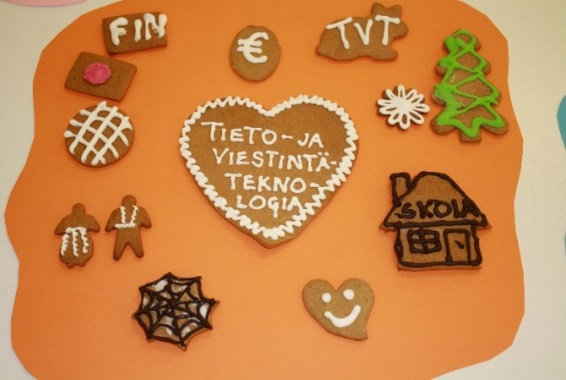 FIN
€
TVT
TIETO-JA
VIESTINTÄ-
TEKNO-
LOGIA
SKOLA